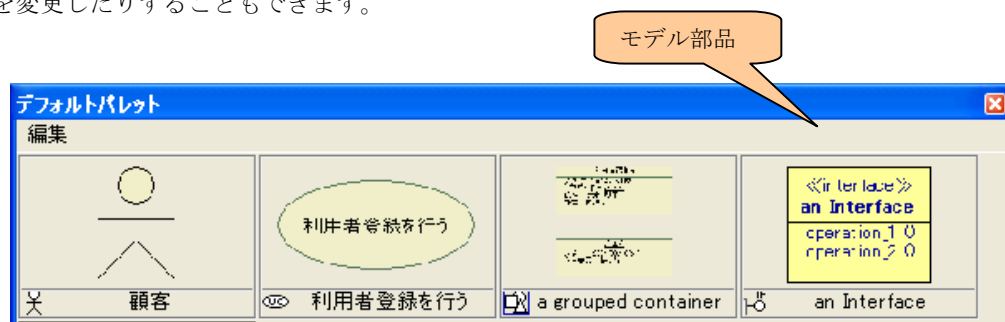 を変更したりすることもできます。
モデル部品
デフォルトパレット
編集
利用者登録を行う
≪interface≫
an Interface
operation_1()
operation_2()
顧客
利用者登録を行う
a grouped container
an Interface